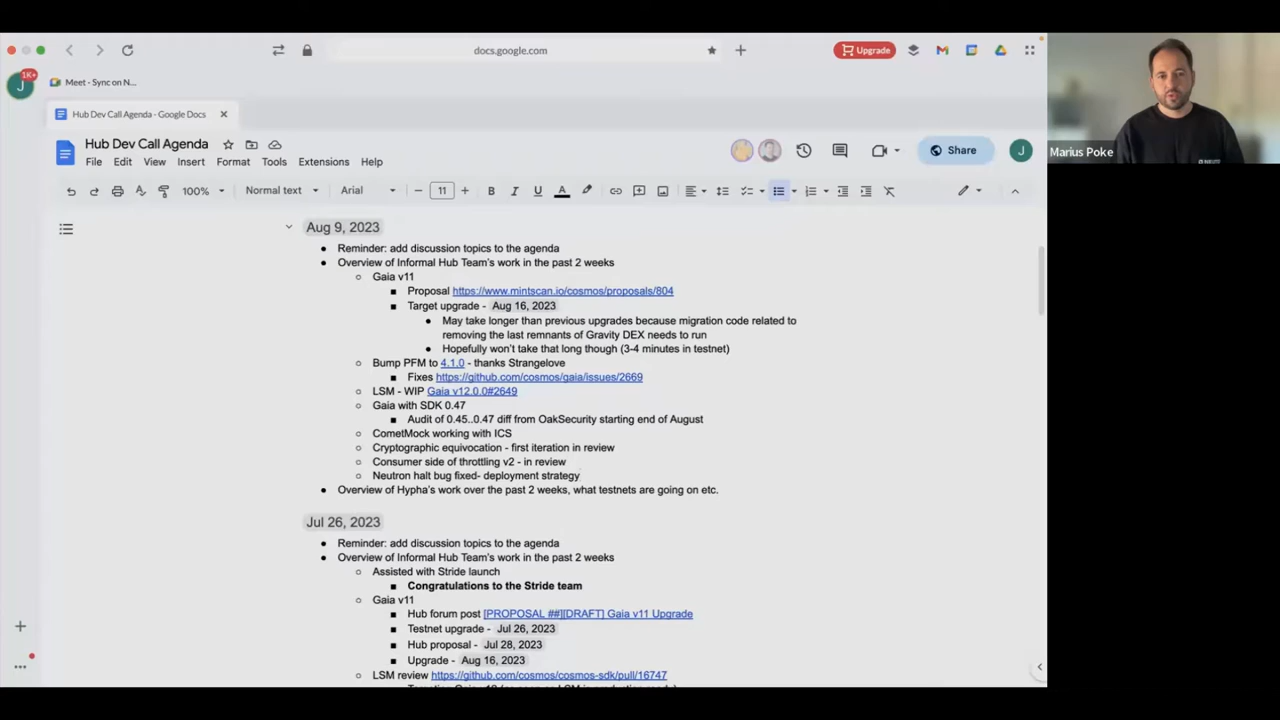 docs.google.com
Upgrade
1K+
J
Meet - Sync on N...
Hub Dev Call Agenda - Google Docs
Hub Dev Call Agenda
File Edit View Insert Format Tools Extensions Help
Share
J
Marius Poke
100% Normal text Arial 11 B I U A
Aug 9, 2023
Reminder: add discussion topics to the agenda
Overview of Informal Hub Team's work in the past 2 weeks
Gaia v11
Proposal https://www.mintscan.io/cosmos/proposals/804
Target upgrade - Aug 16, 2023
May take longer than previous upgrades because migration code related to
removing the last remnants of Gravity DEX needs to run
Hopefully won't take that long though (3-4 minutes in testnet)
Bump PFM to 4.1.0 - thanks Strangelove
Fixes https://github.com/cosmos/gaia/issues/2669
LSM - WIP Gaia v12.0.0#2649
Gaia with SDK 0.47
Audit of 0.45..0.47 diff from OakSecurity starting end of August
CometMock working with ICS
Cryptographic equivocation - first iteration in review
Consumer side of throttling v2 - in review
Neutron halt bug fixed- deployment strategy
Overview of Hypha's work over the past 2 weeks, what testnets are going on etc.
Jul 26, 2023
Reminder: add discussion topics to the agenda
Overview of Informal Hub Team's work in the past 2 weeks
Assisted with Stride launch
Congratulations to the Stride team
Gaia v11
Hub forum post [PROPOSAL ##][DRAFT] Gaia v11 Upgrade
Testnet upgrade - Jul 26, 2023
Hub proposal - Jul 28, 2023
Upgrade - Aug 16, 2023
LSM review https://github.com/cosmos/cosmos-sdk/pull/16747